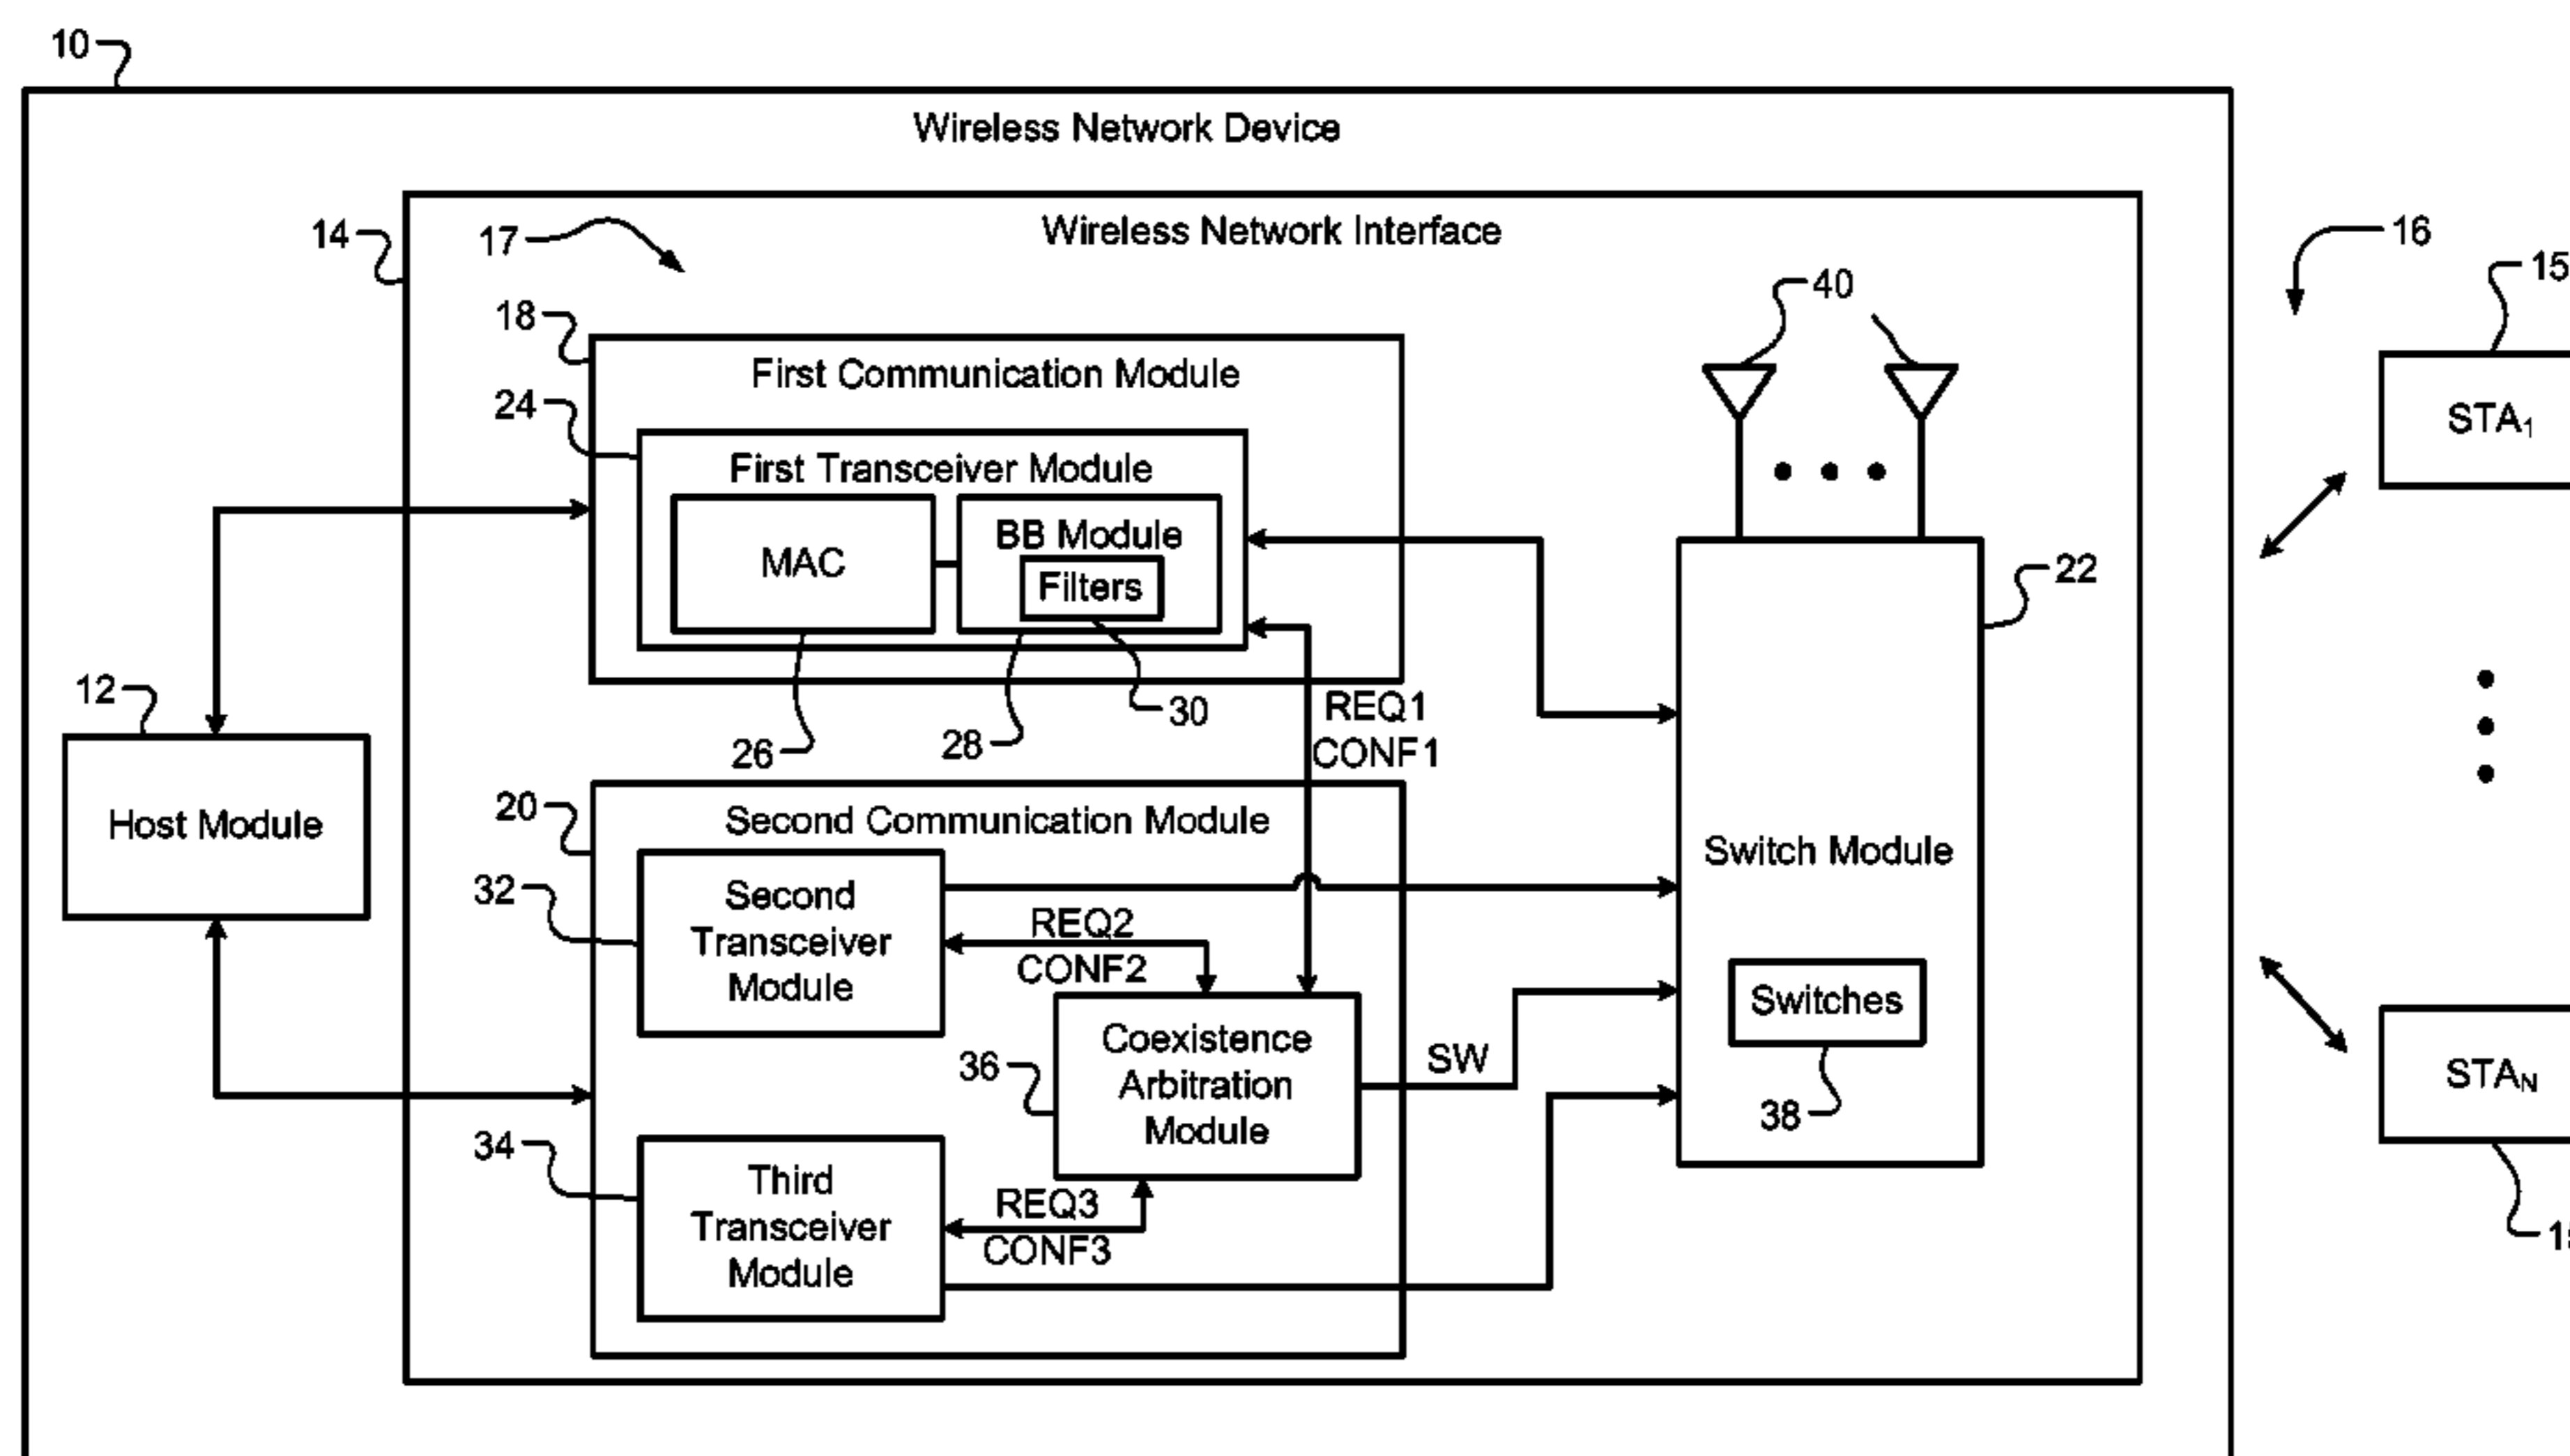 10
Wireless Network Device
14
17
Wireless Network Interface
16
15
18
40
First Communication Module
24
STA₁
First Transceiver Module
MAC
BB Module
Filters
22
12
26
28
30
REQ1
CONF1
Host Module
20
Second Communication Module
32
Second
Transceiver
Module
REQ2
CONF2
Switch Module
Switches
38
36
Coexistence
Arbitration
Module
SW
STAN
34
Third
Transceiver
Module
REQ3
CONF3